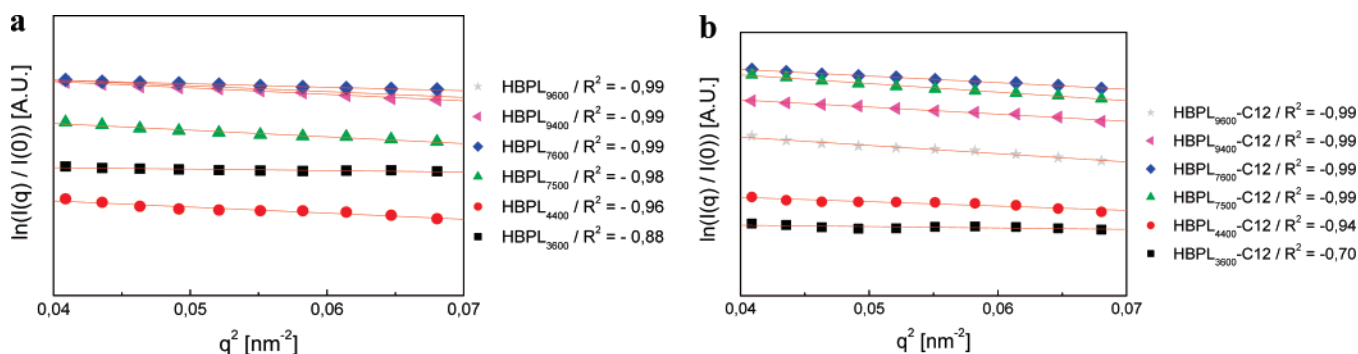 a
ln(I(q) / I(0)) [A.U.]
0,04
0,05
0,06
0,07
q² [nm⁻²]
HBPL₉₆₀₀ / R² = - 0,99
HBPL₉₄₀₀ / R² = - 0,99
HBPL₇₆₀₀ / R² = - 0,99
HBPL₇₅₀₀ / R² = - 0,98
HBPL₄₄₀₀ / R² = - 0,96
HBPL₃₆₀₀ / R² = - 0,88
b
ln(I(q) / I(0)) [A.U.]
0,04
0,05
0,06
0,07
q² [nm⁻²]
HBPL₉₆₀₀-C12 / R² = -0,99
HBPL₉₄₀₀-C12 / R² = -0,99
HBPL₇₆₀₀-C12 / R² = -0,99
HBPL₇₅₀₀-C12 / R² = -0,99
HBPL₄₄₀₀-C12 / R² = -0,94
HBPL₃₆₀₀-C12 / R² = -0,70